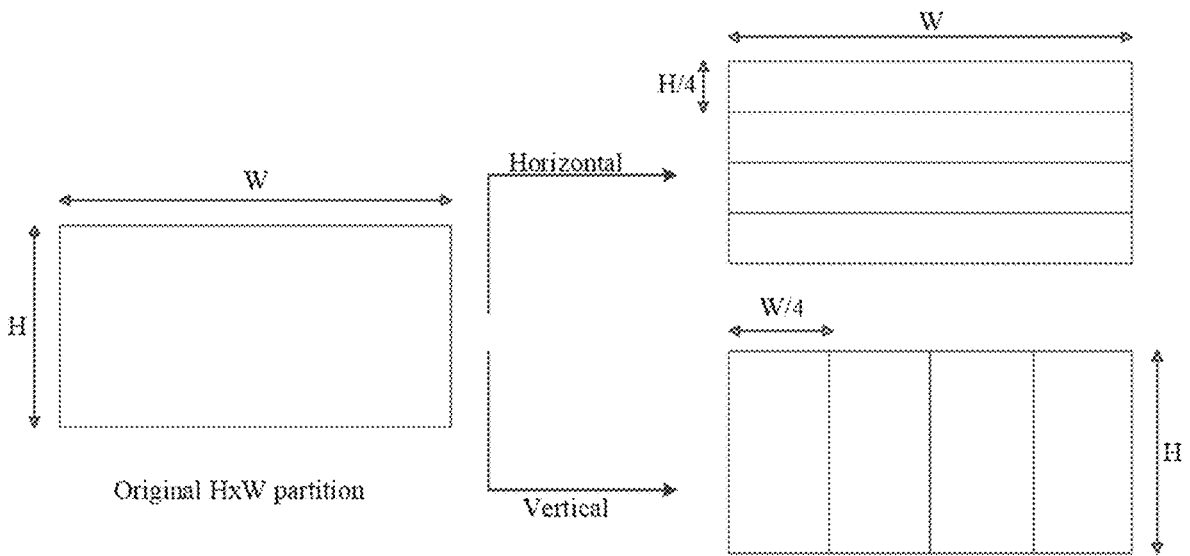 W
H
Original HxW partition
Horizontal
Vertical
W
H/4
W/4
H